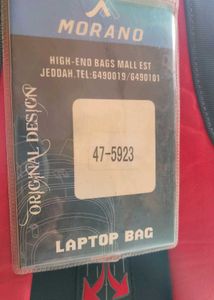 MORANO
HIGH-END BAGS MALL EST
JEDDAH.TEL:6490019/6490101
ORIGINAL DESIGN
47-5923
LAPTOP BAG